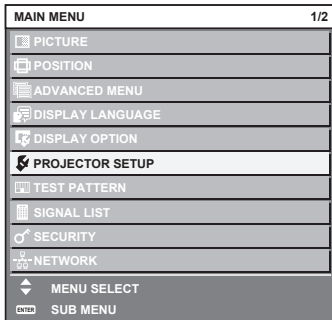 MAIN MENU 1/2
PICTURE
POSITION
ADVANCED MENU
DISPLAY LANGUAGE
DISPLAY OPTION
PROJECTOR SETUP
TEST PATTERN
SIGNAL LIST
SECURITY
NETWORK
MENU SELECT
ENTER SUB MENU